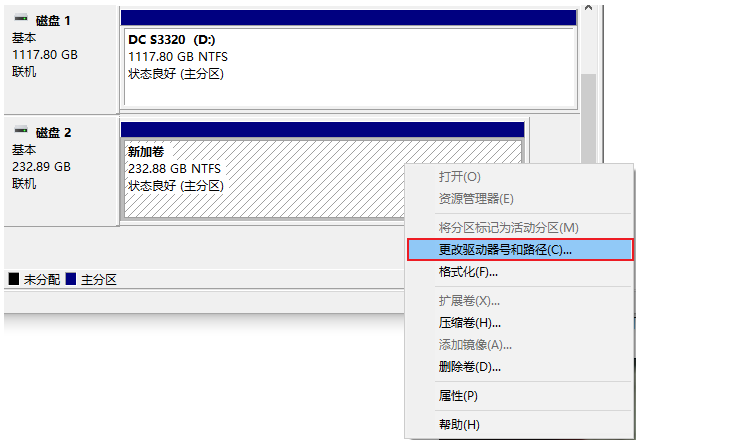 磁盘 1
基本
1117.80 GB
联机
DC S3320  (D:)
1117.80 GB NTFS
状态良好 (主分区)
磁盘 2
基本
232.89 GB
联机
新加卷
232.88 GB NTFS
状态良好 (主分区)
未分配
主分区
打开(O)
资源管理器(E)
将分区标记为活动分区(M)
更改驱动器号和路径(C)...
格式化(F)...
扩展卷(X)...
压缩卷(H)...
添加镜像(A)...
删除卷(D)...
属性(P)
帮助(H)